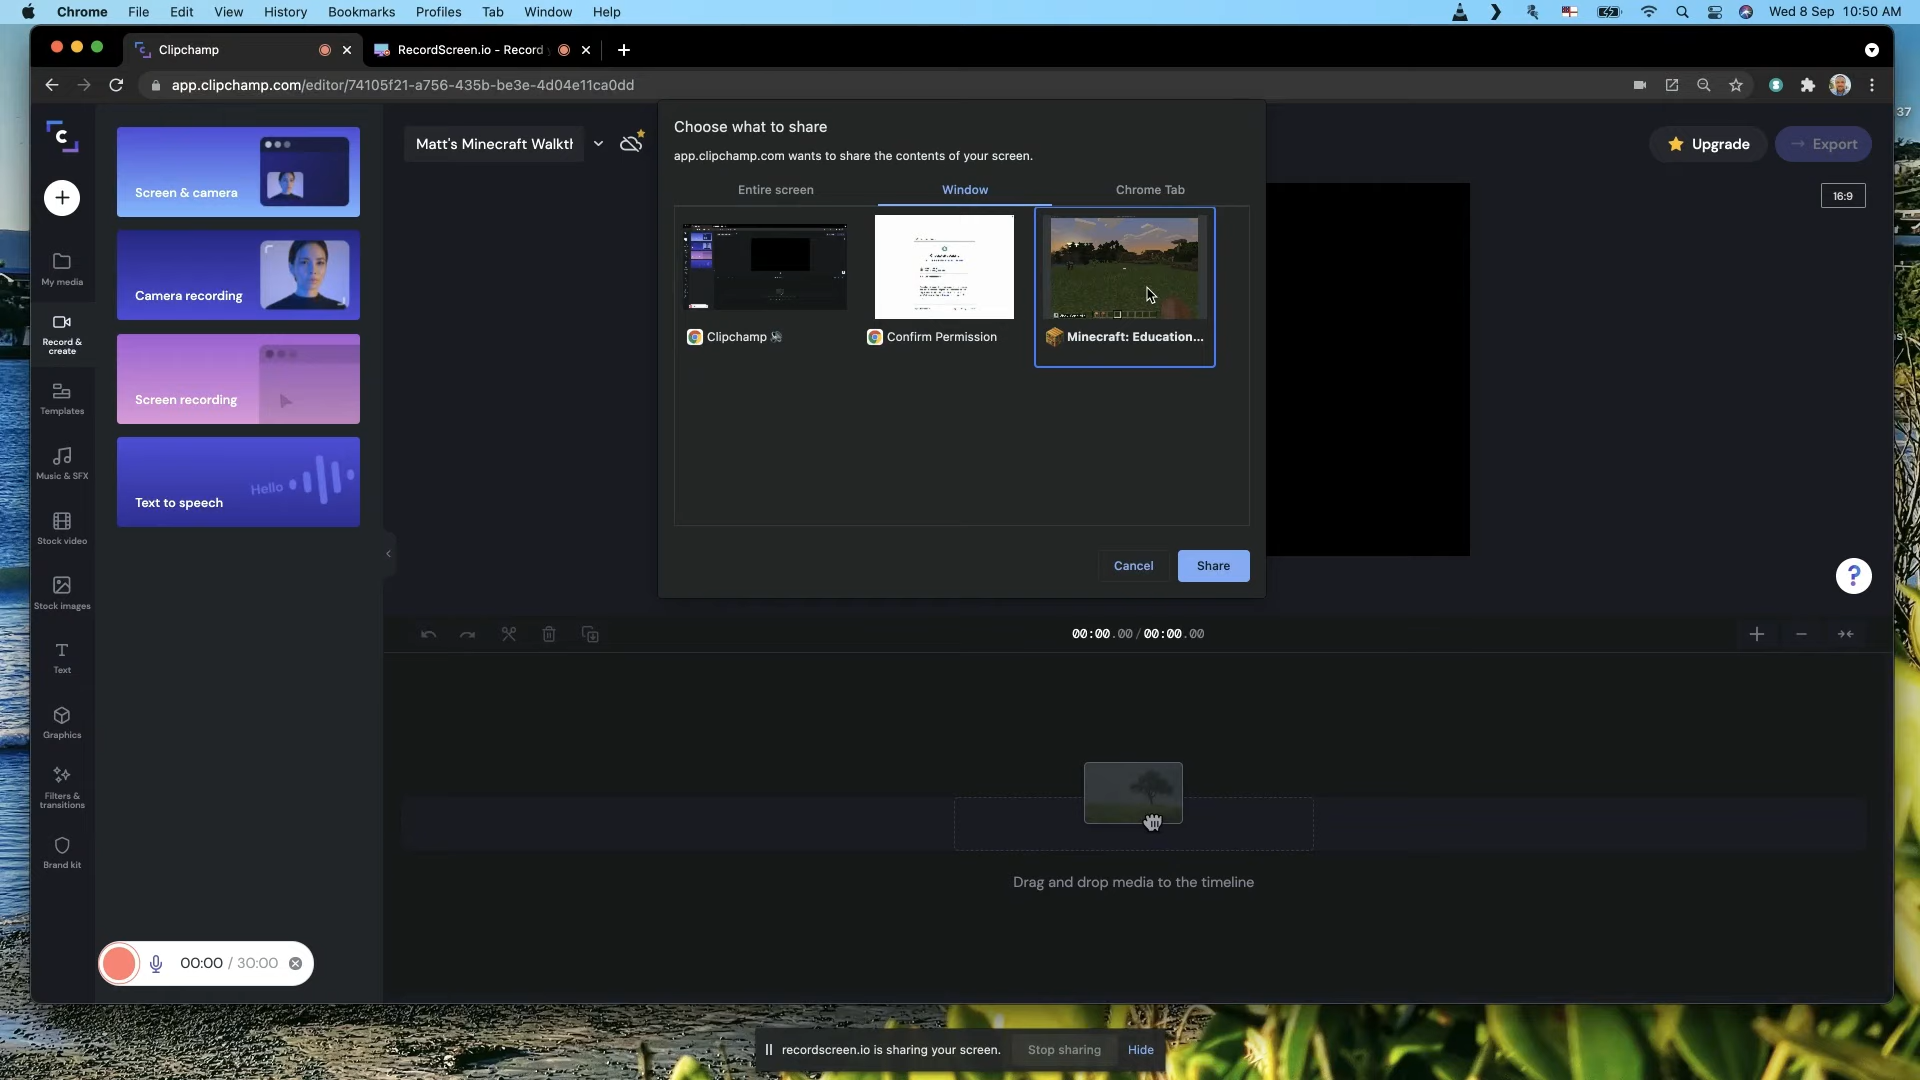 Chrome File Edit View History Bookmarks Profiles Tab Window Help
Wed 8 Sep 10:50 AM
Clipchamp
RecordScreen.io - Record
app.clipchamp.com/editor/74105f21-a756-435b-be3e-4d04e11ca0dd
37
Matt's Minecraft Walkt
Upgrade
Export
16:9
Screen & camera
Camera recording
Screen recording
Hello
Text to speech
My media
Record &
create
Templates
Music & SFX
Stock video
Stock images
Text
Graphics
Filters &
transitions
Brand kit
Choose what to share
app.clipchamp.com wants to share the contents of your screen.
Entire screen
Window
Chrome Tab
Clipchamp
Confirm Permission
Minecraft: Education...
Cancel
Share
?
00:00.00 / 00:00.00
Drag and drop media to the timeline
00:00 / 30:00
recordscreen.io is sharing your screen.
Stop sharing
Hide